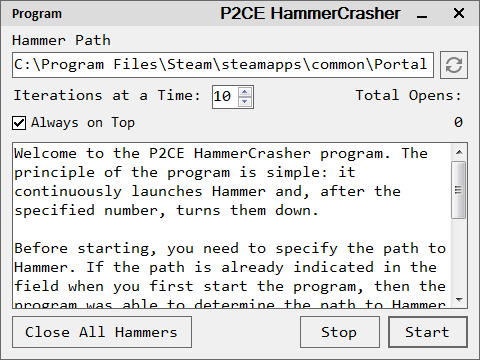 Program
P2CE HammerCrasher
Hammer Path
C:\Program Files\Steam\steamapps\common\Portal
Iterations at a Time: 10
Total Opens:
Always on Top
0
Welcome to the P2CE HammerCrasher program. The
principle of the program is simple: it
continuously launches Hammer and, after the
specified number, turns them down.
Before starting, you need to specify the path to
Hammer. If the path is already indicated in the
field when you first start the program, then the
program was able to determine the path to Hammer
Close All Hammers
Stop
Start